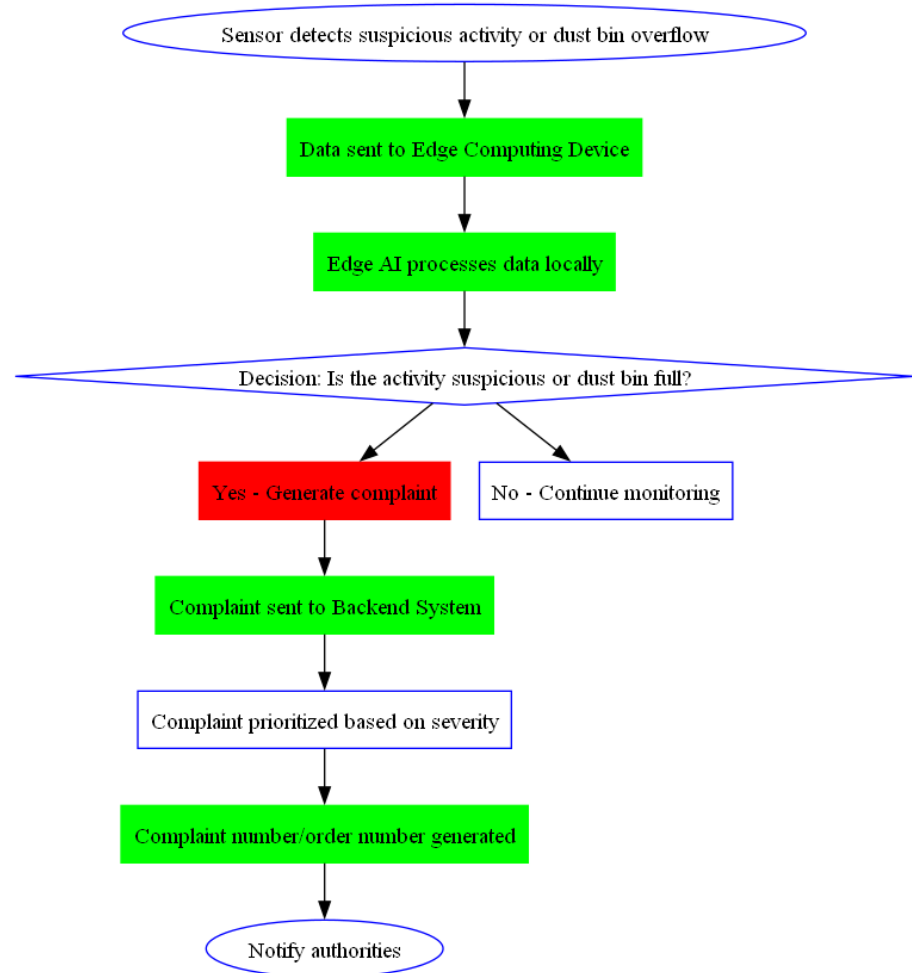 Sensor detects suspicious activity or dust bin overflow
Data sent to Edge Computing Device
Edge AI processes data locally
Decision: Is the activity suspicious or dust bin full?
Yes - Generate complaint
No - Continue monitoring
Complaint sent to Backend System
Complaint prioritized based on severity
Complaint number/order number generated
Notify authorities